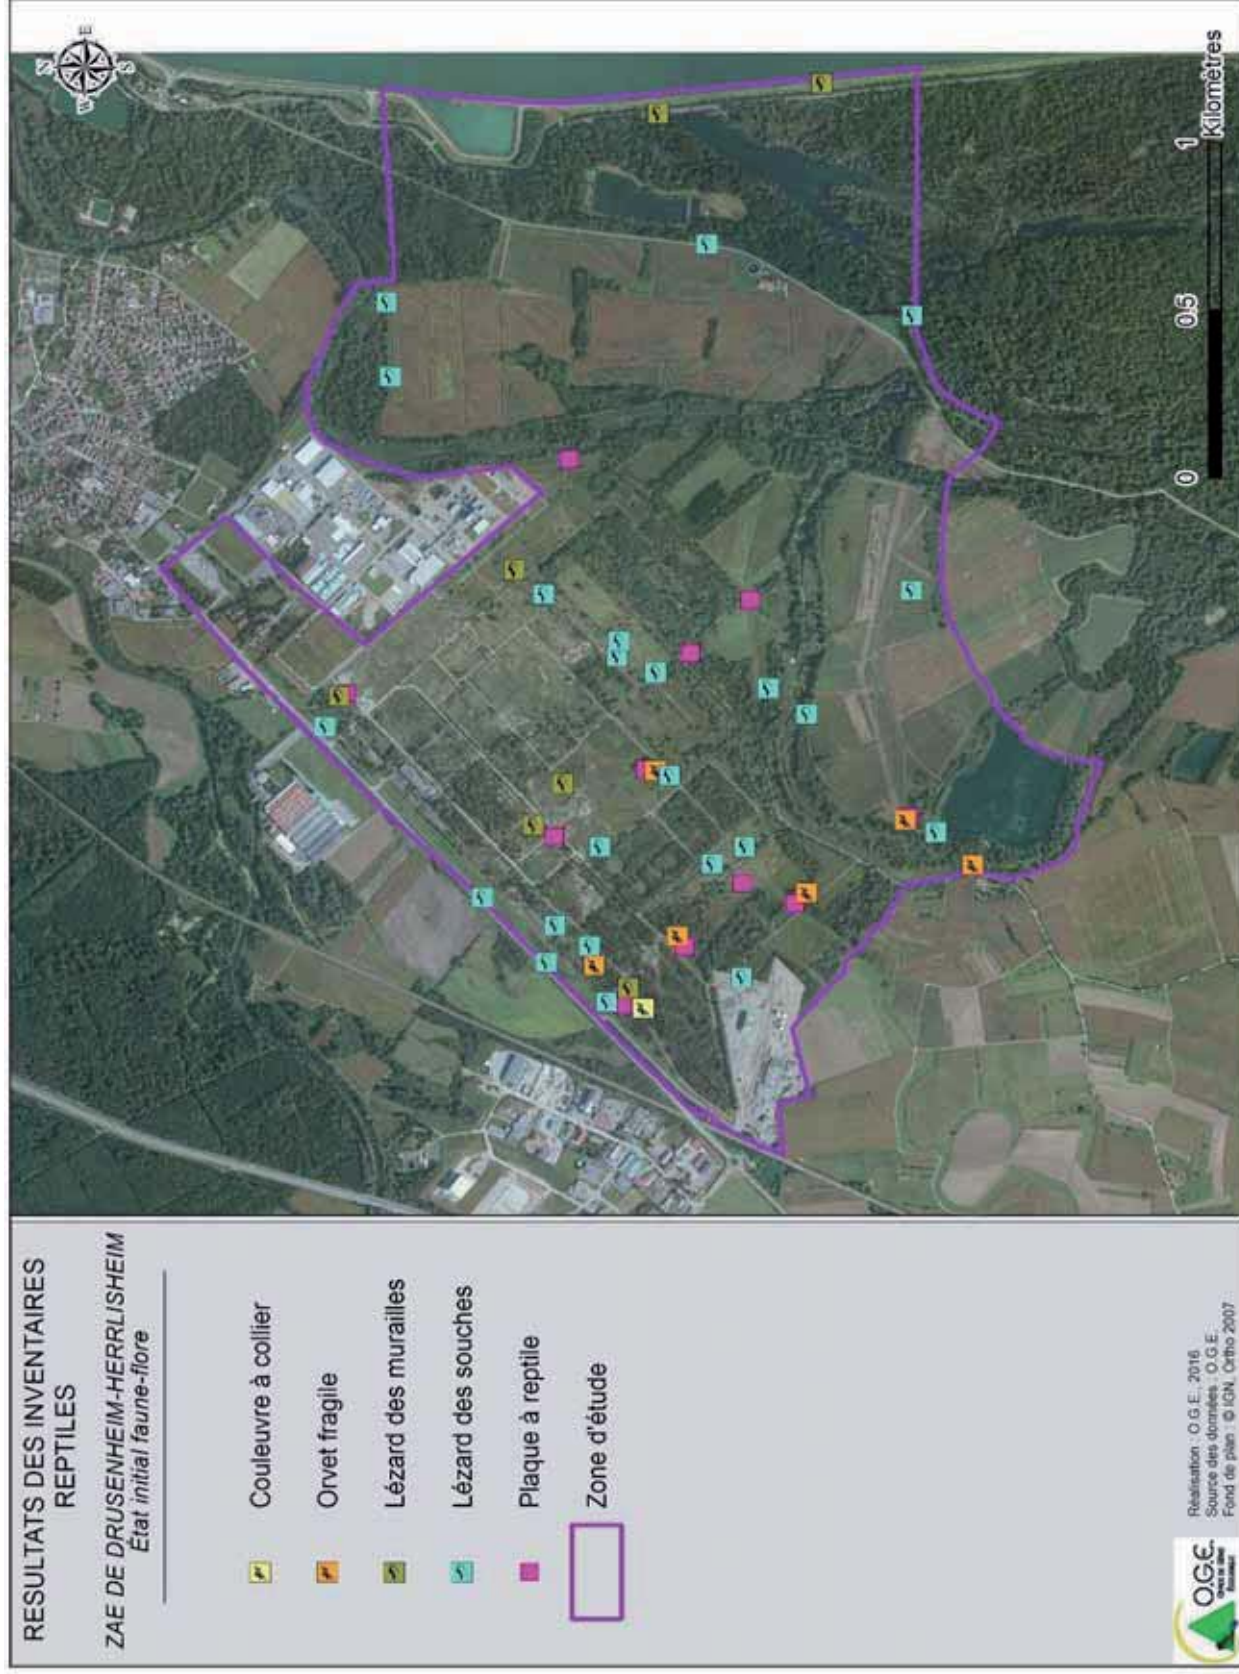 RESULTATS DES INVENTAIRES
REPTILES
ZAE DE DRUSENHEIM-HERRLISHEIM
État initial faune-flore
Couleuvre à collier
Orvet fragile
Lézard des murailles
Lézard des souches
Plaque à reptile
Zone d'étude
Réalisation : O.G.E., 2016
Source des données : O.G.E.
Fond de plan : © IGN, Ortho 2007
O.G.E.
N
E
S
W
0
0.5
1
Kilomètres